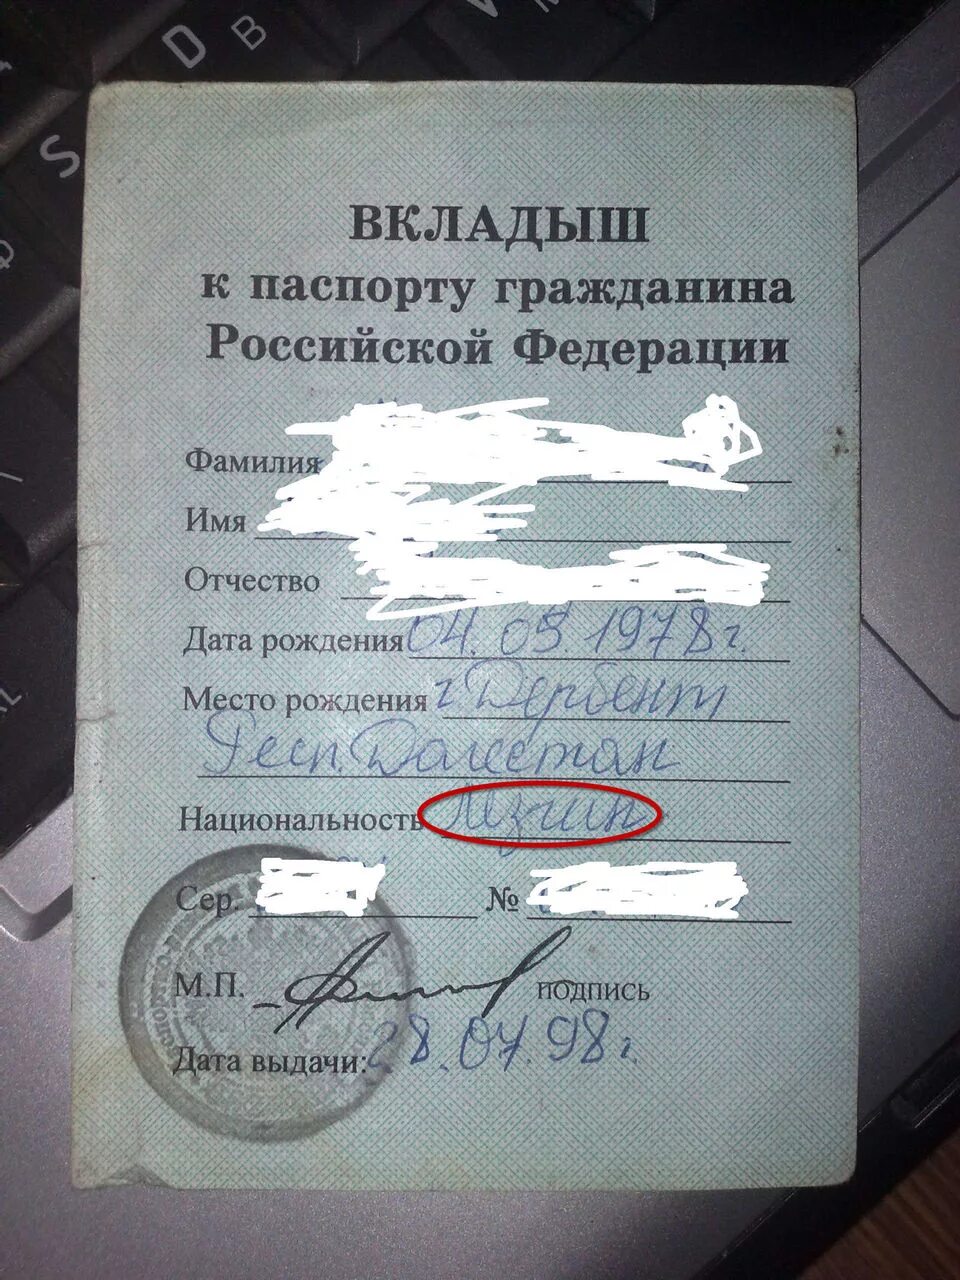 D B
S
ВКЛАДЫШ
к паспорту гражданина
Российской Федерации
Фамилия
Имя
Отчество
Дата рождения 04.05 1978г.
Место рождения г Дербент
Респ. Дагестан
Национальность Лезгин
Сер. №
М.П. подпись
Дата выдачи: 28.07.98г.